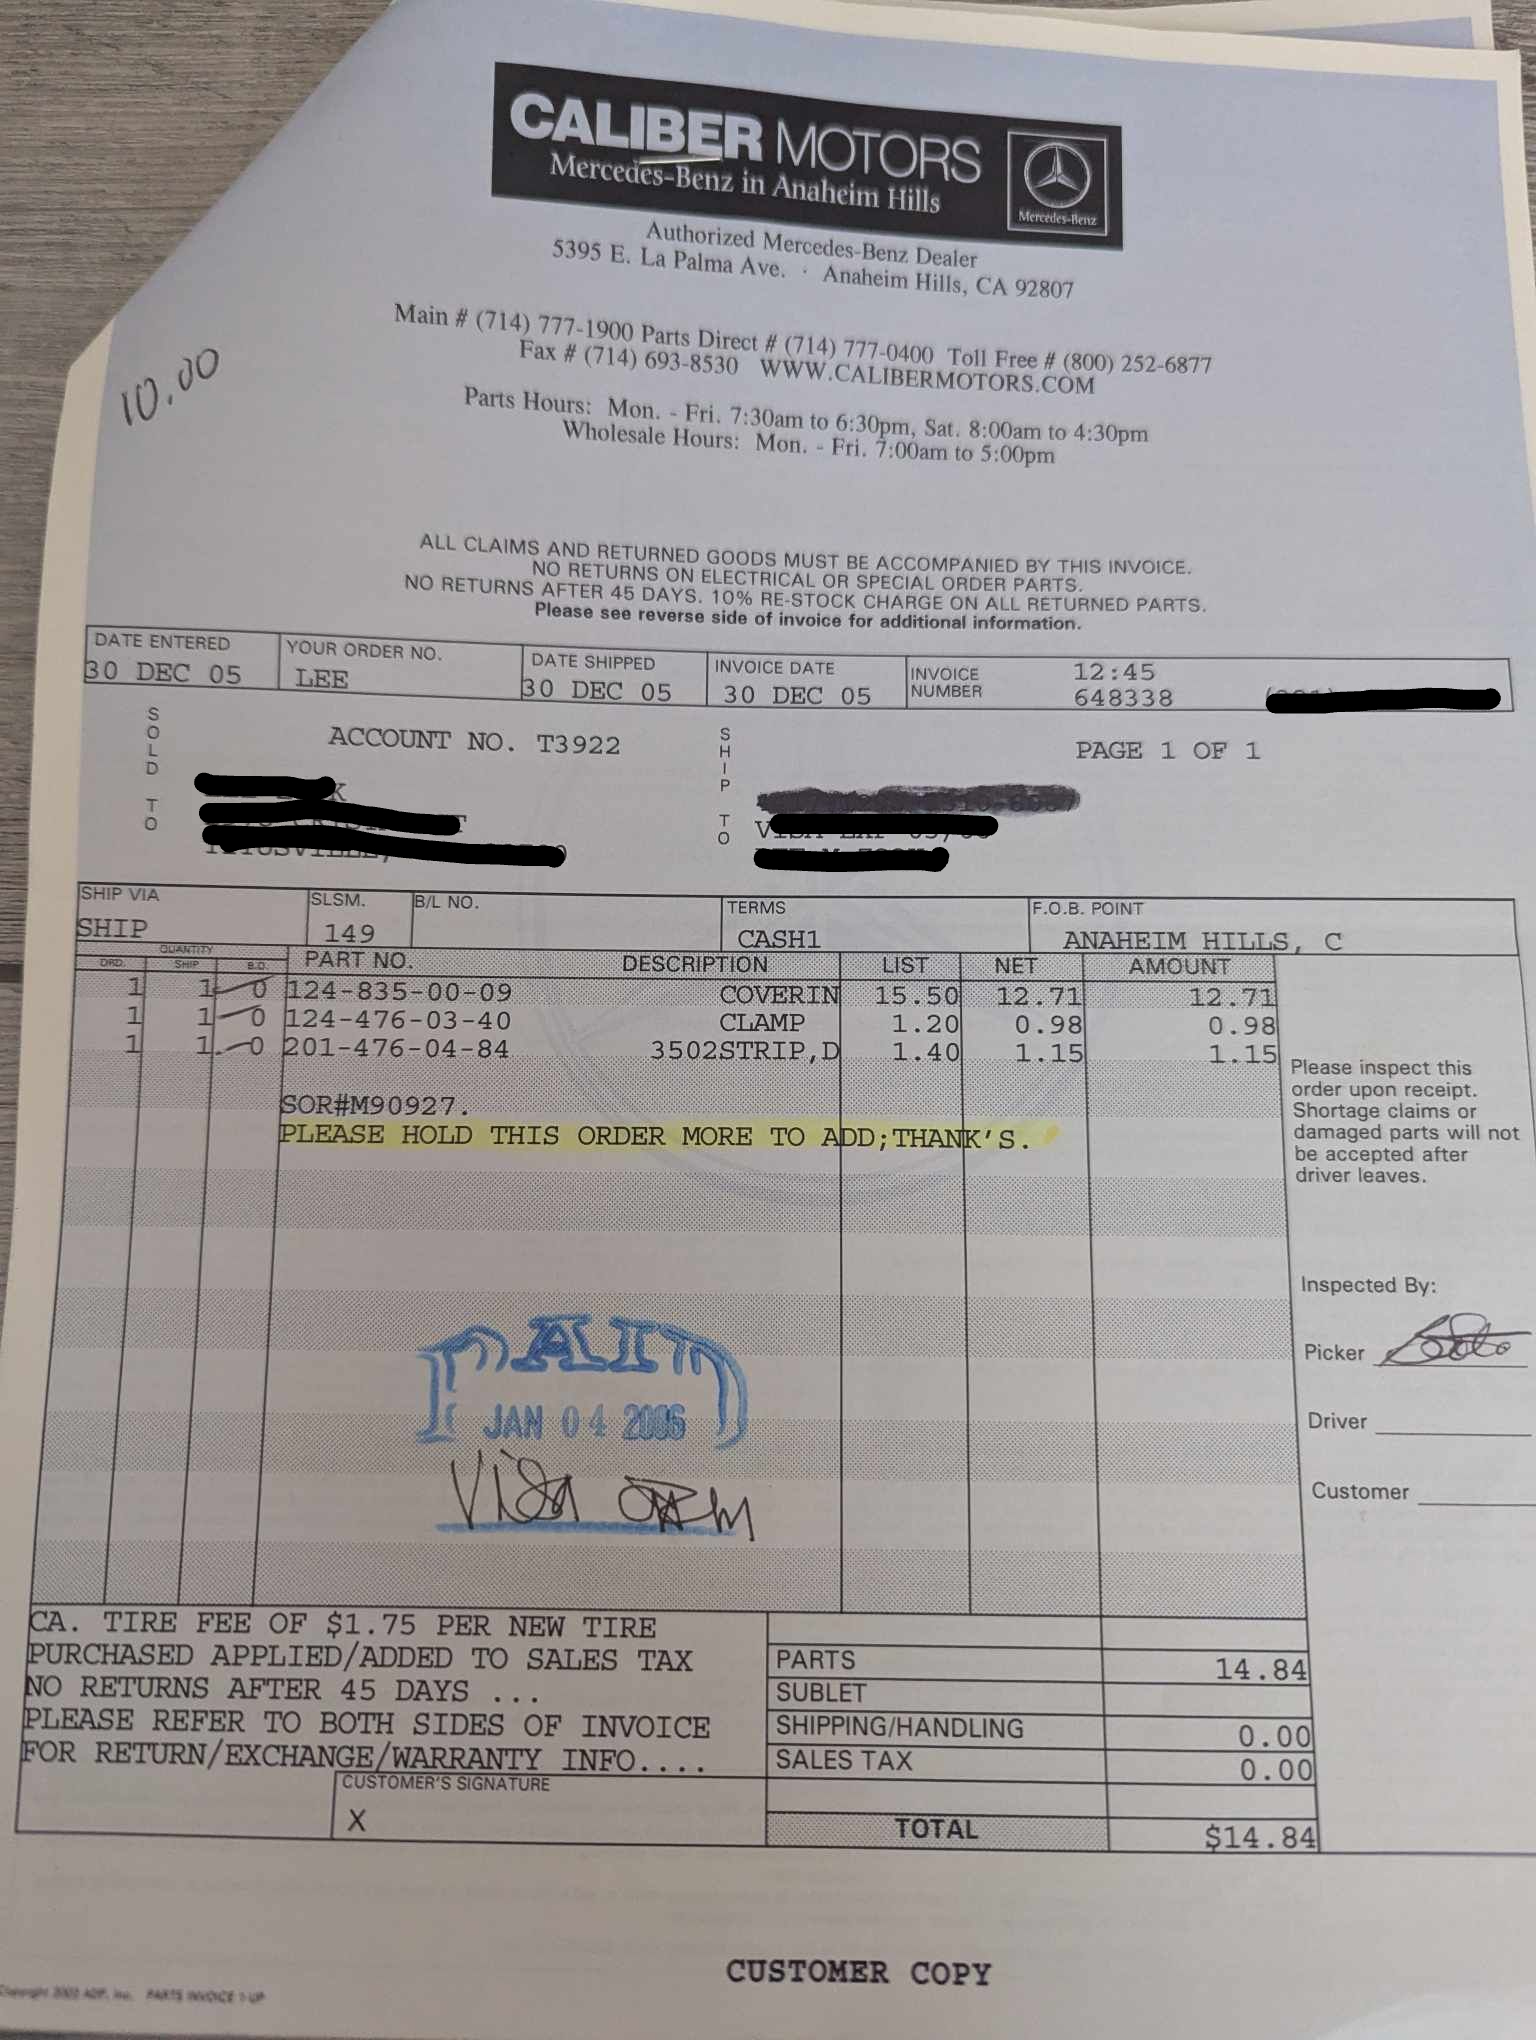 CALIBER MOTORS
Mercedes-Benz in Anaheim Hills
Mercedes-Benz
Authorized Mercedes-Benz Dealer
5395 E. La Palma Ave. · Anaheim Hills, CA 92807
Main # (714) 777-1900 Parts Direct # (714) 777-0400 Toll Free # (800) 252-6877
Fax # (714) 693-8530 WWW.CALIBERMOTORS.COM
10.00
Parts Hours: Mon. - Fri. 7:30am to 6:30pm, Sat. 8:00am to 4:30pm
Wholesale Hours: Mon. - Fri. 7:00am to 5:00pm
ALL CLAIMS AND RETURNED GOODS MUST BE ACCOMPANIED BY THIS INVOICE.
NO RETURNS ON ELECTRICAL OR SPECIAL ORDER PARTS.
NO RETURNS AFTER 45 DAYS. 10% RE-STOCK CHARGE ON ALL RETURNED PARTS.
Please see reverse side of invoice for additional information.
DATE ENTERED YOUR ORDER NO. DATE SHIPPED INVOICE DATE INVOICE NUMBER 12:45
30 DEC 05 LEE 30 DEC 05 30 DEC 05 648338
SOLD TO ACCOUNT NO. T3922 SHIP TO PAGE 1 OF 1
SHIP VIA SLSM. B/L NO. TERMS F.O.B. POINT
SHIP 149 CASH1 ANAHEIM HILLS, C
QUANTITY
ORD. SHIP B.O. PART NO. DESCRIPTION LIST NET AMOUNT
1 1 0 124-835-00-09 COVERIN 15.50 12.71 12.71
1 1 0 124-476-03-40 CLAMP 1.20 0.98 0.98
1 1 0 201-476-04-84 3502STRIP,D 1.40 1.15 1.15
SOR#M90927.
PLEASE HOLD THIS ORDER MORE TO ADD;THANK'S.
Please inspect this
order upon receipt.
Shortage claims or
damaged parts will not
be accepted after
driver leaves.
Inspected By:
Picker
Driver
Customer
JAN 04 2006
Visa
CA. TIRE FEE OF $1.75 PER NEW TIRE
PURCHASED APPLIED/ADDED TO SALES TAX
NO RETURNS AFTER 45 DAYS ...
PLEASE REFER TO BOTH SIDES OF INVOICE
FOR RETURN/EXCHANGE/WARRANTY INFO....
CUSTOMER'S SIGNATURE
X
PARTS 14.84
SUBLET
SHIPPING/HANDLING 0.00
SALES TAX 0.00
TOTAL $14.84
CUSTOMER COPY
PARTS INVOICE 1-UP